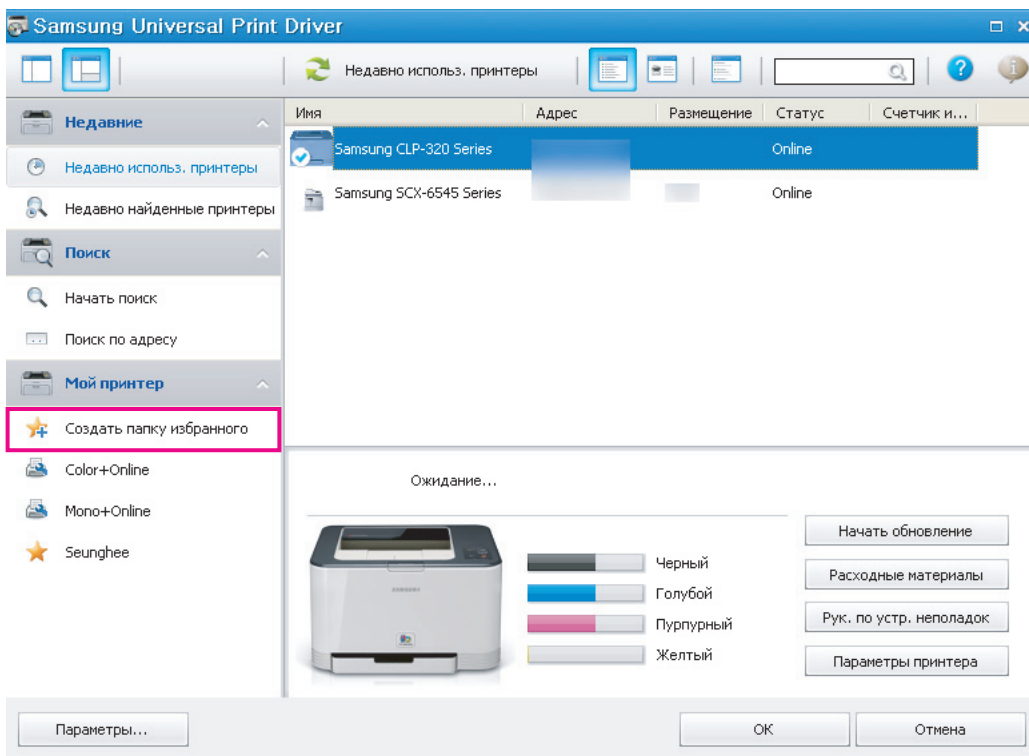 Samsung Universal Print Driver
Недавно использ. принтеры
Недавние
Недавно использ. принтеры
Недавно найденные принтеры
Поиск
Начать поиск
Поиск по адресу
Мой принтер
Создать папку избранного
Color+Online
Mono+Online
Seunghee
Имя Адрес Размещение Статус Счетчик и...
Samsung CLP-320 Series Online
Samsung SCX-6545 Series Online
Ожидание...
SAMSUNG
Черный
Голубой
Пурпурный
Желтый
Начать обновление
Расходные материалы
Рук. по устр. неполадок
Параметры принтера
Параметры...
OK
Отмена